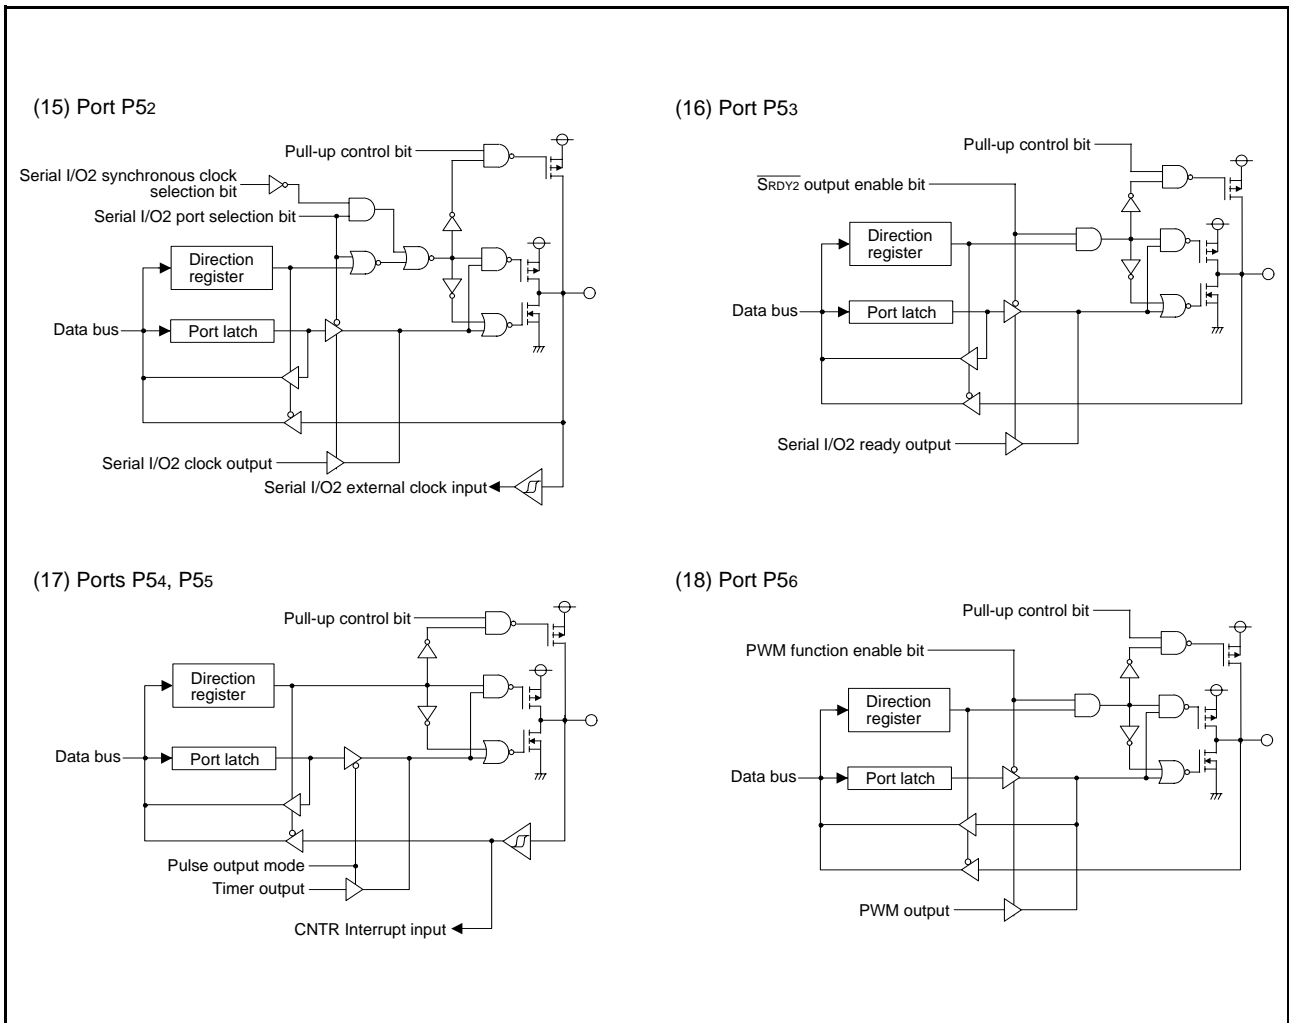 (15) Port P52
Pull-up control bit
Serial I/O2 synchronous clock
selection bit
Serial I/O2 port selection bit
Direction
register
Data bus
Port latch
Serial I/O2 clock output
Serial I/O2 external clock input
(16) Port P53
Pull-up control bit
SRDY2 output enable bit
Direction
register
Data bus
Port latch
Serial I/O2 ready output
(17) Ports P54, P55
Pull-up control bit
Direction
register
Data bus
Port latch
Pulse output mode
Timer output
CNTR Interrupt input
(18) Port P56
Pull-up control bit
PWM function enable bit
Direction
register
Data bus
Port latch
PWM output